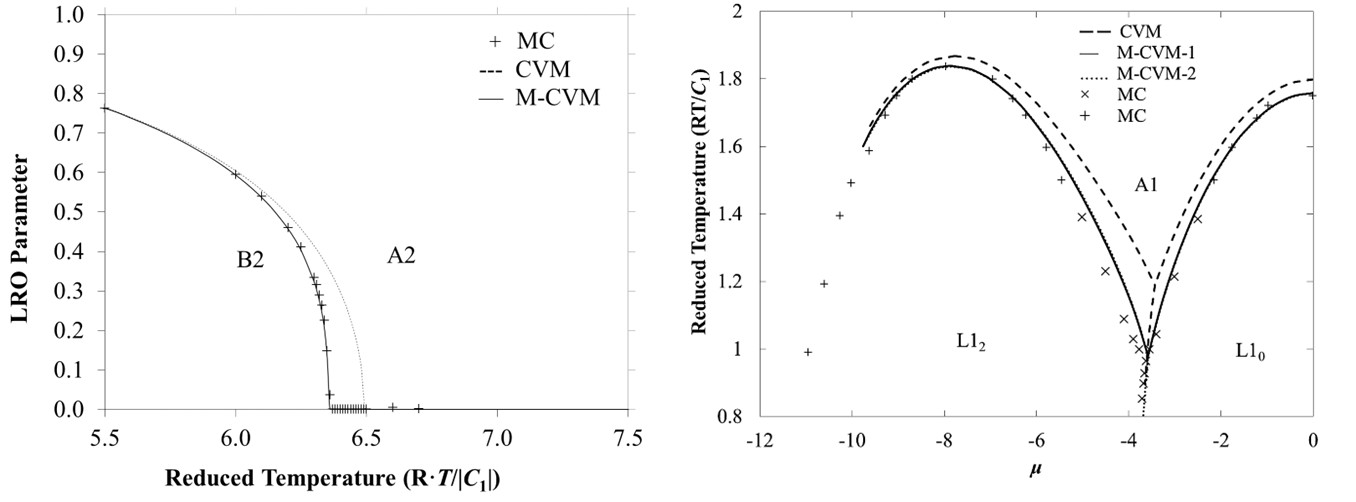 1.0
0.9
0.8
0.7
0.6
0.5
0.4
0.3
0.2
0.1
0.0
LRO Parameter
MC
CVM
M-CVM
B2
A2
5.5 6.0 6.5 7.0 7.5
Reduced Temperature (R·T/|C₁|)
2
1.8
1.6
1.4
1.2
1
0.8
Reduced Temperature (RT/C₁)
CVM
M-CVM-1
M-CVM-2
MC
MC
A1
L1₂
L1₀
-12 -10 -8 -6 -4 -2 0
μ